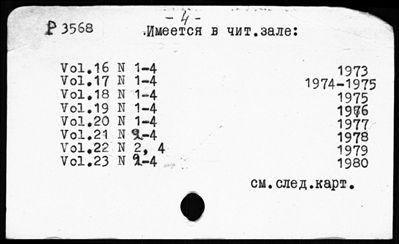 - 4 -
P 3568
.Имеется в чит.зале:
Vol.16 N 1-4 1973
Vol.17 N 1-4 1974-1975
Vol.18 N 1-4 1975
Vol.19 N 1-4 1976
Vol.20 N 1-4 1977
Vol.21 N 2-4 1978
Vol.22 N 2, 4 1979
Vol.23 N 2-4 1980
см.след.карт.